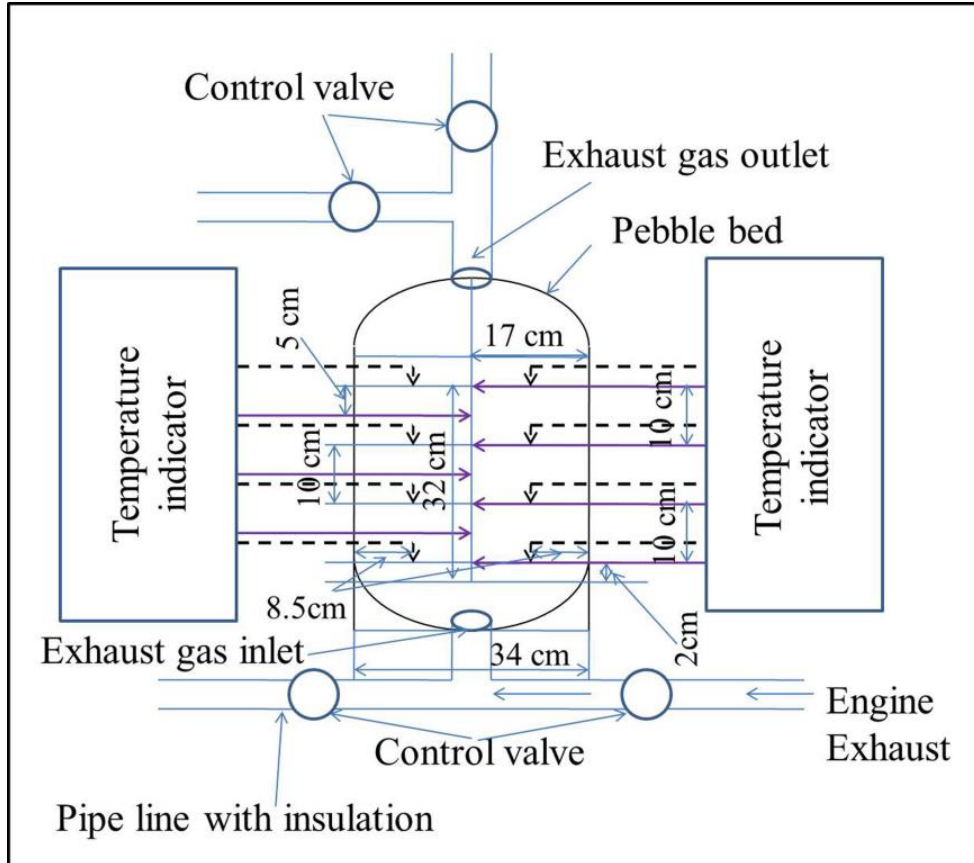 Control valve
Exhaust gas outlet
Pebble bed
5 cm
17 cm
Temperature
indicator
10 cm
32 cm
10 cm
10 cm
Temperature
indicator
8.5cm
2cm
Exhaust gas inlet
34 cm
Control valve
Engine
Exhaust
Pipe line with insulation